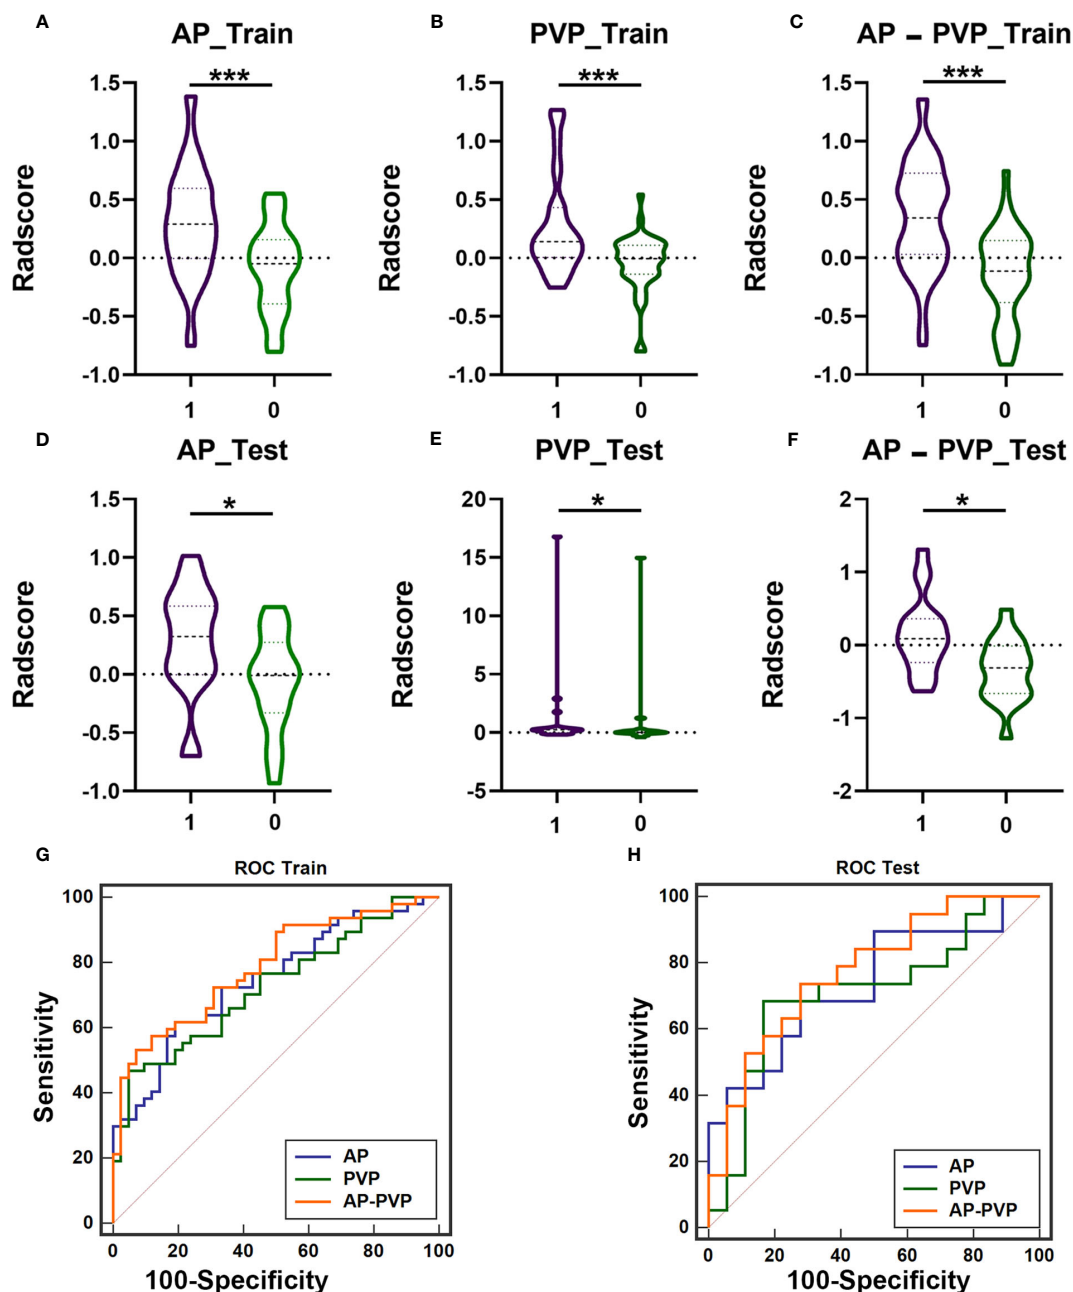 A
AP_Train
***
Radscore
1.5
1.0
0.5
0.0
-0.5
-1.0
1 0
B
PVP_Train
***
Radscore
1.5
1.0
0.5
0.0
-0.5
-1.0
1 0
C
AP – PVP_Train
***
Radscore
1.5
1.0
0.5
0.0
-0.5
-1.0
1 0
D
AP_Test
*
Radscore
1.5
1.0
0.5
0.0
-0.5
-1.0
1 0
E
PVP_Test
*
Radscore
20
15
10
5
0
-5
1 0
F
AP – PVP_Test
*
Radscore
2
1
0
-1
-2
1 0
G
ROC Train
Sensitivity
100
80
60
40
20
0
AP
PVP
AP-PVP
0 20 40 60 80 100
100-Specificity
H
ROC Test
Sensitivity
100
80
60
40
20
0
AP
PVP
AP-PVP
0 20 40 60 80 100
100-Specificity